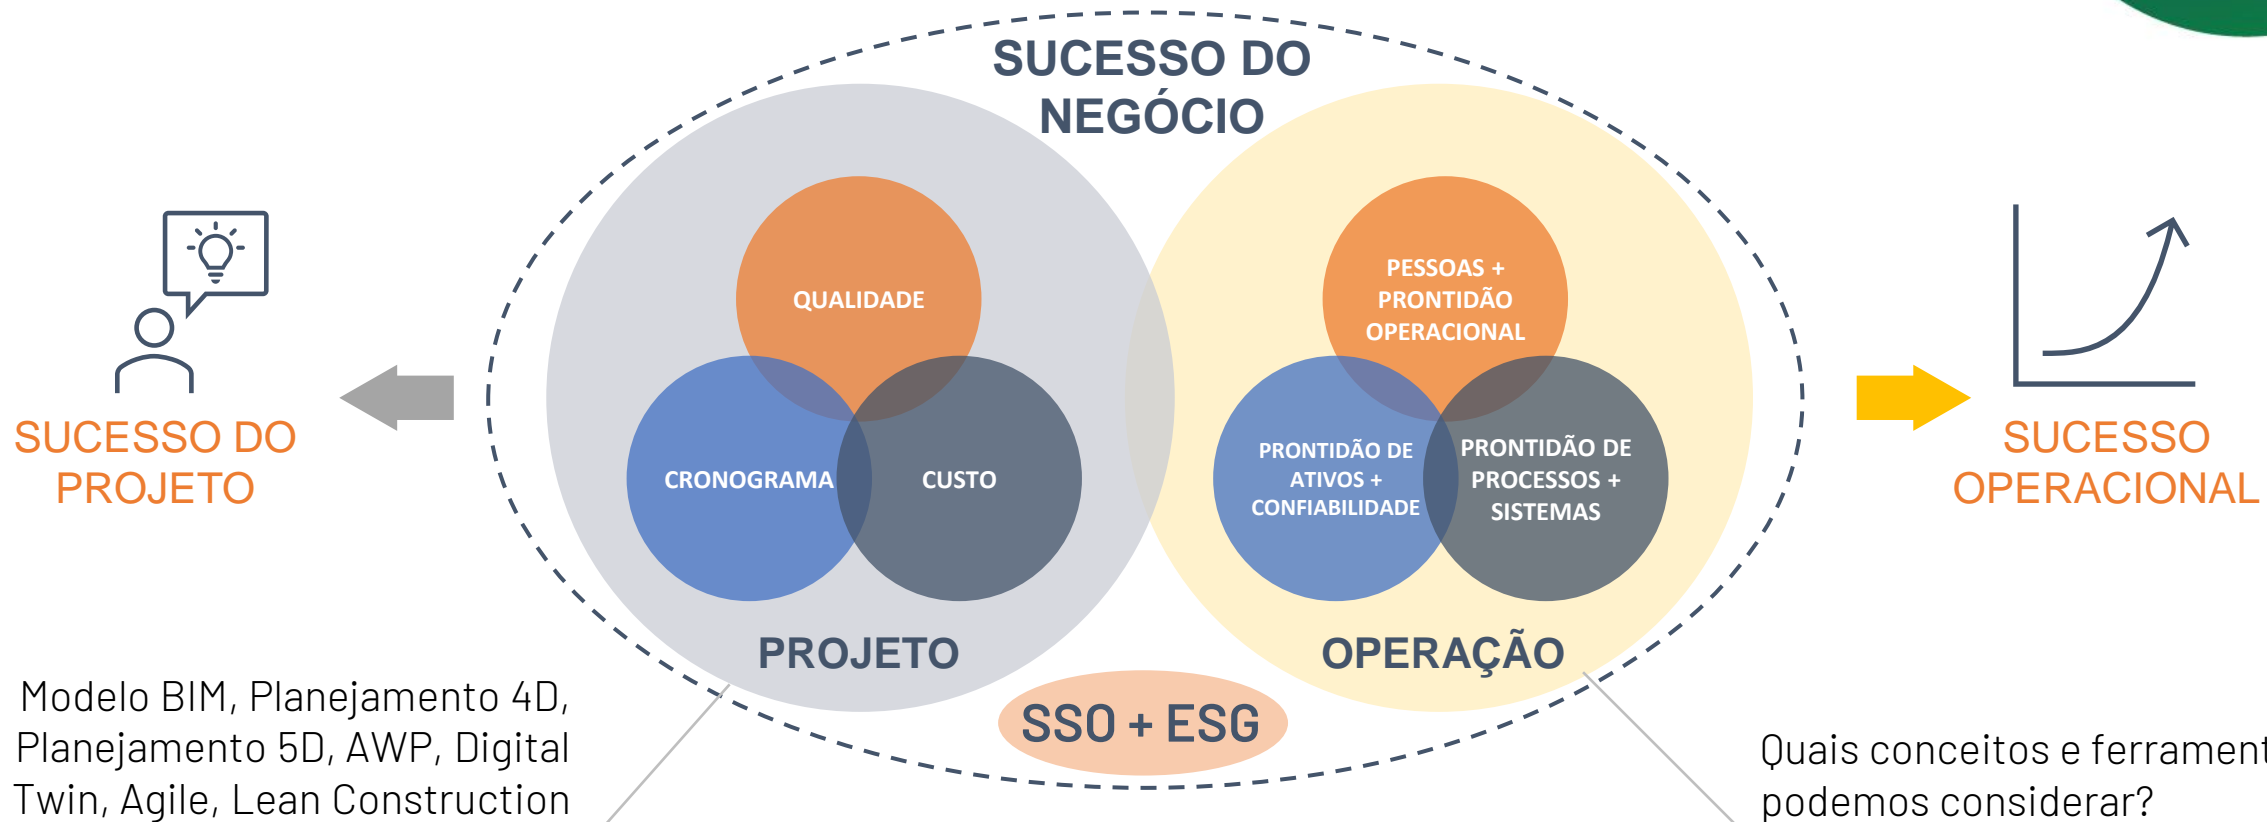 SUCESSO DO
NEGÓCIO
QUALIDADE
CRONOGRAMA
CUSTO
PROJETO
PESSOAS +
PRONTIDÃO
OPERACIONAL
PRONTIDÃO DE
ATIVOS +
CONFIABILIDADE
PRONTIDÃO DE
PROCESSOS +
SISTEMAS
OPERAÇÃO
SUCESSO DO
PROJETO
SUCESSO
OPERACIONAL
SSO + ESG
Modelo BIM, Planejamento 4D,
Planejamento 5D, AWP, Digital
Twin, Agile, Lean Construction
Quais conceitos e ferrament
podemos considerar?